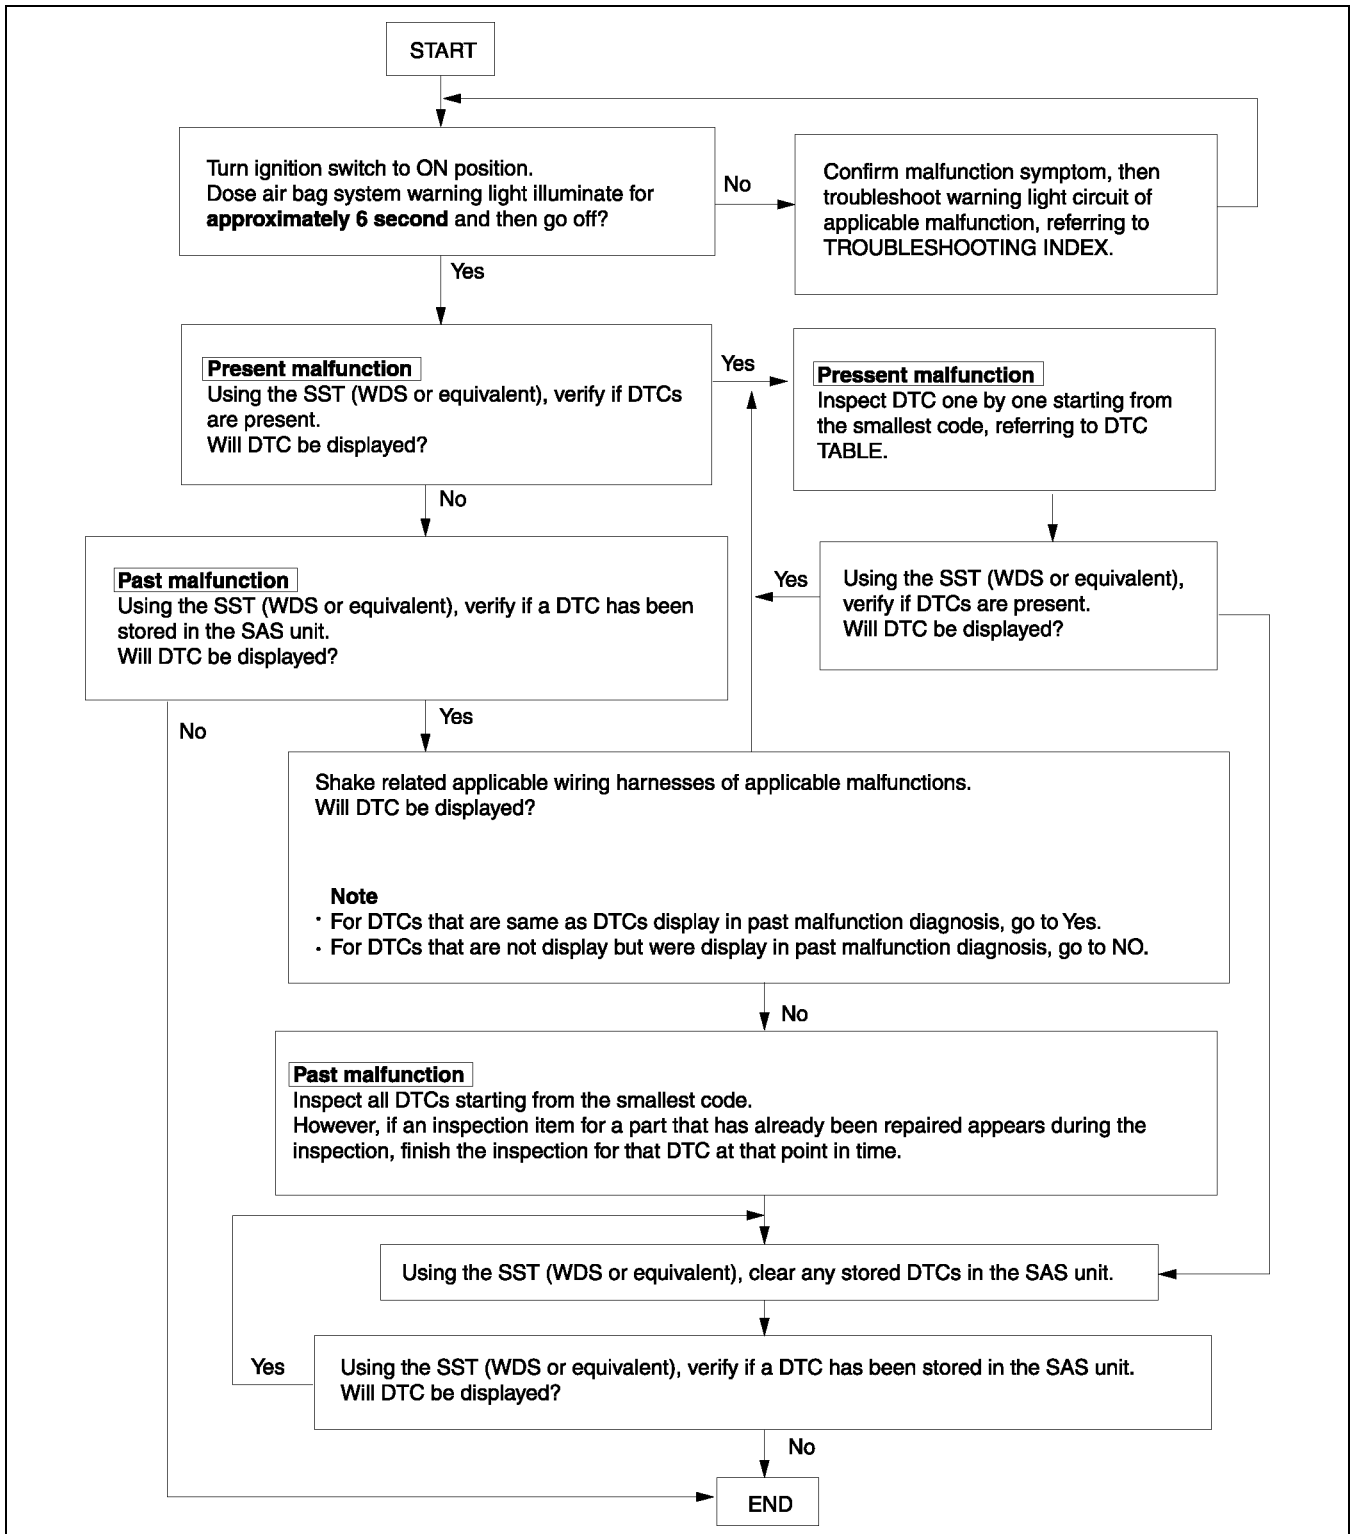 START
Turn ignition switch to ON position.
Dose air bag system warning light illuminate for
approximately 6 second and then go off?
No
Confirm malfunction symptom, then
troubleshoot warning light circuit of
applicable malfunction, referring to
TROUBLESHOOTING INDEX.
Yes
Present malfunction
Using the SST (WDS or equivalent), verify if DTCs
are present.
Will DTC be displayed?
Yes
Pressent malfunction
Inspect DTC one by one starting from
the smallest code, referring to DTC
TABLE.
No
Past malfunction
Using the SST (WDS or equivalent), verify if a DTC has been
stored in the SAS unit.
Will DTC be displayed?
Yes
Using the SST (WDS or equivalent),
verify if DTCs are present.
Will DTC be displayed?
No
Yes
Shake related applicable wiring harnesses of applicable malfunctions.
Will DTC be displayed?
Note
· For DTCs that are same as DTCs display in past malfunction diagnosis, go to Yes.
· For DTCs that are not display but were display in past malfunction diagnosis, go to NO.
No
Past malfunction
Inspect all DTCs starting from the smallest code.
However, if an inspection item for a part that has already been repaired appears during the
inspection, finish the inspection for that DTC at that point in time.
Using the SST (WDS or equivalent), clear any stored DTCs in the SAS unit.
Yes
Using the SST (WDS or equivalent), verify if a DTC has been stored in the SAS unit.
Will DTC be displayed?
No
END